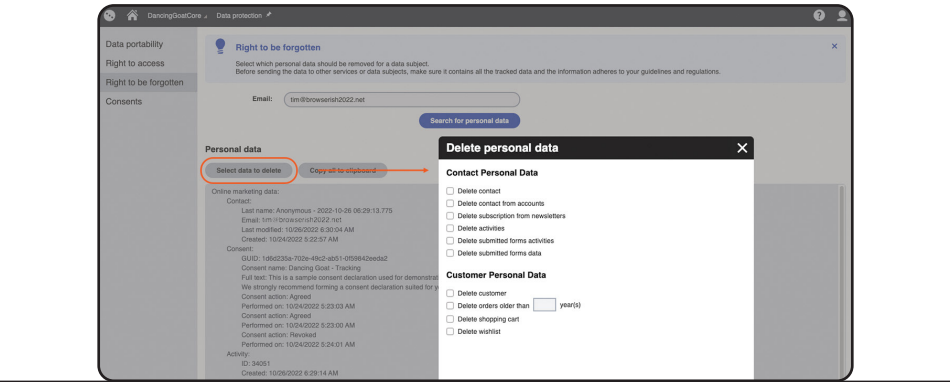 DancingGoatCore Data protection
Data portability
Right to access
Right to be forgotten
Consents
Right to be forgotten
Select which personal data should be removed for a data subject.
Before sending the data to other services or data subjects, make sure it contains all the tracked data and the information adheres to your guidelines and regulations.
Email: tim@browserish2022.net
Search for personal data
Personal data
Select data to delete Copy all to clipboard
Online marketing data:
Contact:
Last name: Anonymous - 2022-10-26 06:29:13.775
Email: tim@browserish2022.net
Last modified: 10/26/2022 6:30:04 AM
Created: 10/24/2022 5:22:57 AM
Consent:
GUID: 1d6d235a-702e-49c2-ab51-0f59842eeda2
Consent name: Dancing Goat - Tracking
Full text: This is a sample consent declaration used for demonstrat
We strongly recommend forming a consent declaration suited for y
Consent action: Agreed
Performed on: 10/24/2022 5:23:03 AM
Consent action: Agreed
Performed on: 10/24/2022 5:23:00 AM
Consent action: Revoked
Performed on: 10/24/2022 5:24:01 AM
Activity:
ID: 34051
Created: 10/26/2022 6:29:14 AM
Delete personal data
Contact Personal Data
Delete contact
Delete contact from accounts
Delete subscription from newsletters
Delete activities
Delete submitted forms activities
Delete submitted forms data
Customer Personal Data
Delete customer
Delete orders older than year(s)
Delete shopping cart
Delete wishlist